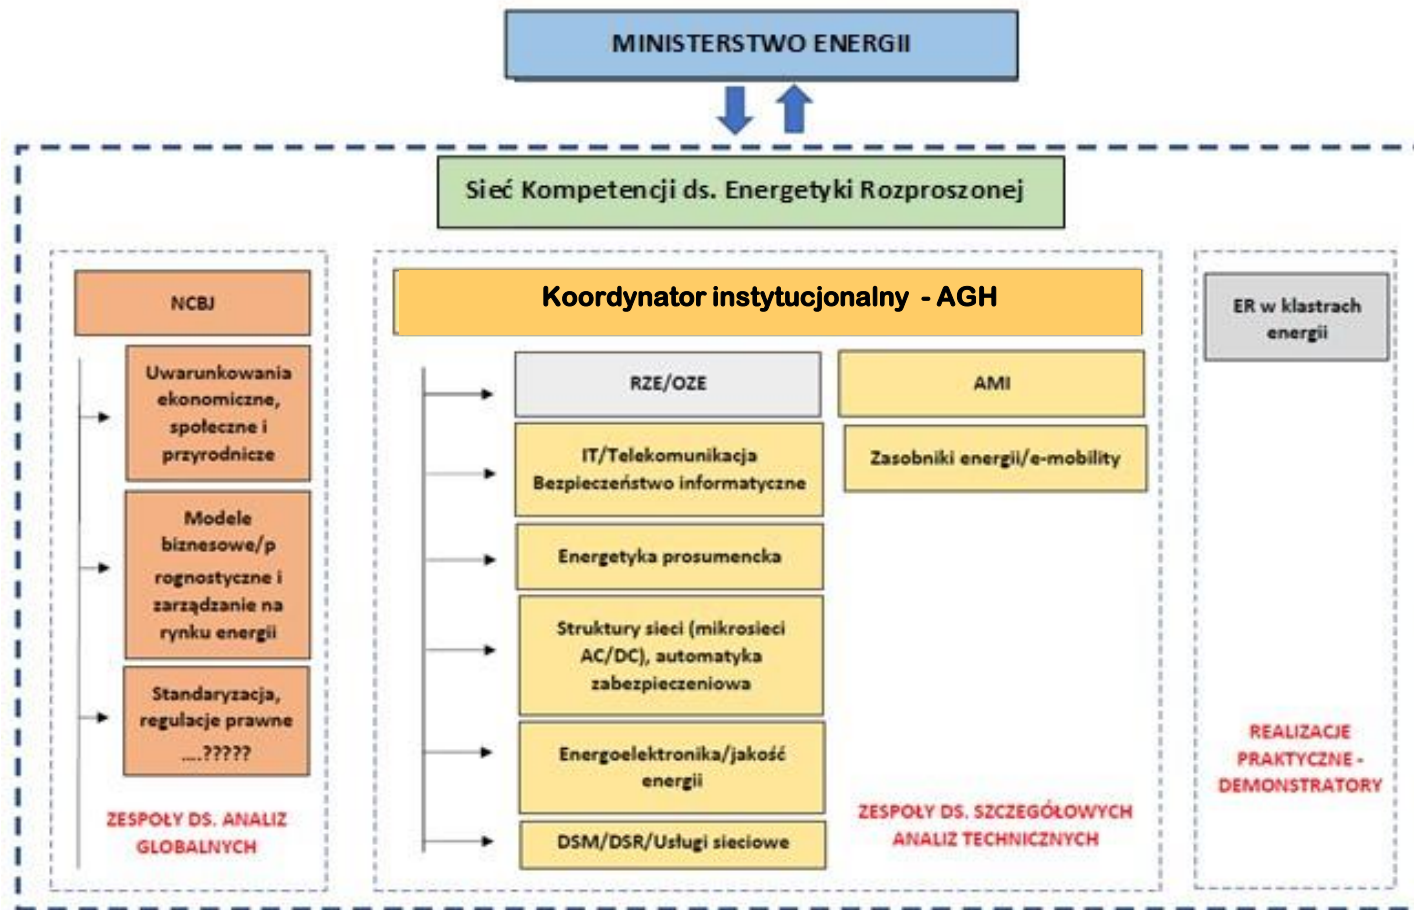 MINISTERSTWO ENERGII
Sieć Kompetencji ds. Energetyki Rozproszonej
NCBJ
Uwarunkowania
ekonomiczne,
społeczne i
przyrodnicze
Modele
biznesowe/p
rognostyczne i
zarządzanie na
rynku energii
Standaryzacja,
regulacje prawne
....?????
ZESPOŁY DS. ANALIZ
GLOBALNYCH
Koordynator instytucjonalny - AGH
RZE/OZE
IT/Telekomunikacja
Bezpieczeństwo informatyczne
Energetyka prosumencka
Struktury sieci (mikrosieci
AC/DC), automatyka
zabezpieczeniowa
Energoelektronika/jakość
energii
DSM/DSR/Usługi sieciowe
AMI
Zasobniki energii/e-mobility
ZESPOŁY DS. SZCZEGÓŁOWYCH
ANALIZ TECHNICZNYCH
ER w klastrach
energii
REALIZACJE
PRAKTYCZNE -
DEMONSTRATORY